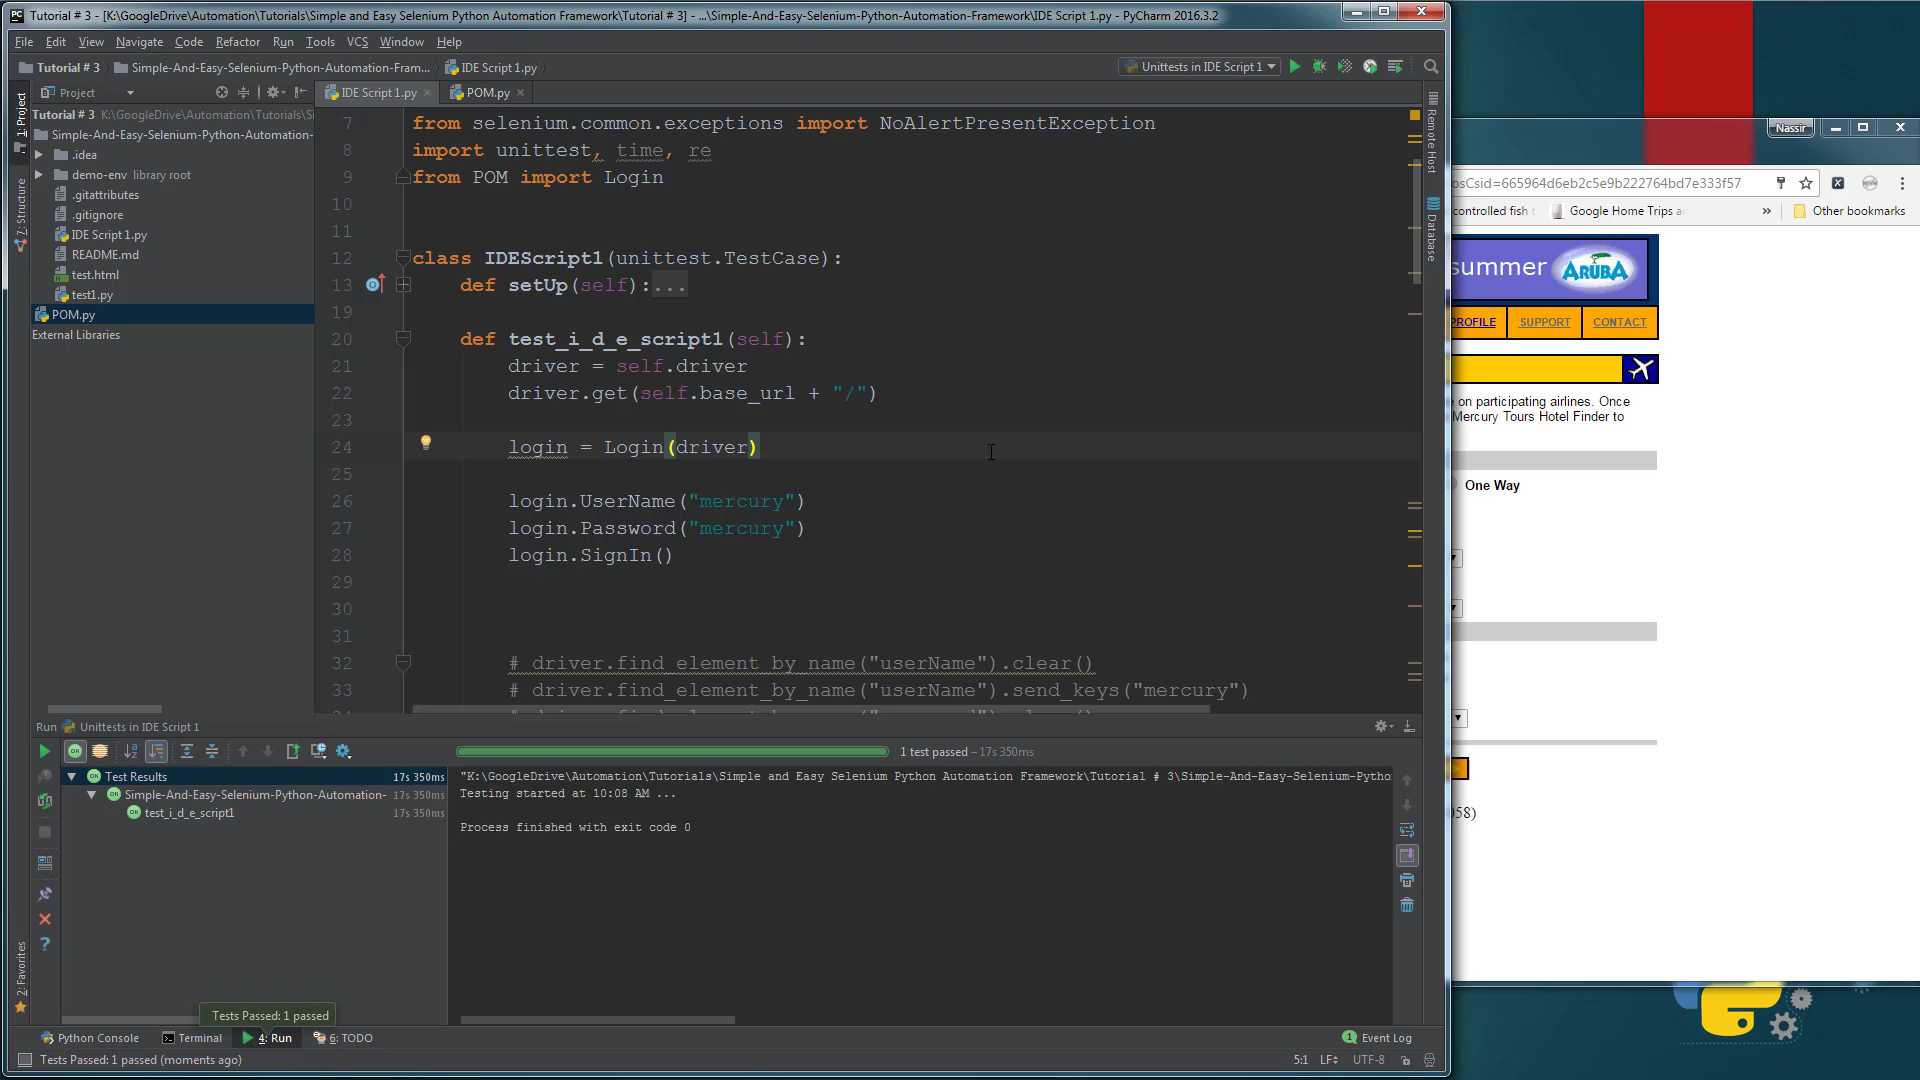 Tutorial # 3 - [K:\GoogleDrive\Automation\Tutorials\Simple and Easy Selenium Python Automation Framework\Tutorial # 3] - ...\Simple-And-Easy-Selenium-Python-Automation-Framework\IDE Script 1.py - PyCharm 2016.3.2
File Edit View Navigate Code Refactor Run Tools VCS Window Help
Tutorial # 3 Simple-And-Easy-Selenium-Python-Automation-Fram... IDE Script 1.py Unittests in IDE Script 1
Project IDE Script 1.py POM.py
Tutorial # 3 K:\GoogleDrive\Automation\Tutorials\S
Simple-And-Easy-Selenium-Python-Automation-
.idea
demo-env library root
.gitattributes
.gitignore
IDE Script 1.py
README.md
test.html
test1.py
POM.py
External Libraries
1: Project
7: Structure
2: Favorites
7 from selenium.common.exceptions import NoAlertPresentException
8 import unittest, time, re
9 from POM import Login
10
11
12 class IDEScript1(unittest.TestCase):
13 def setUp(self):...
19
20 def test_i_d_e_script1(self):
21 driver = self.driver
22 driver.get(self.base_url + "/")
23
24 login = Login(driver)
25
26 login.UserName("mercury")
27 login.Password("mercury")
28 login.SignIn()
29
30
31
32 # driver.find_element_by_name("userName").clear()
33 # driver.find_element_by_name("userName").send_keys("mercury")
Remote Host
Database
Run Unittests in IDE Script 1
1 test passed – 17s 350ms
Test Results 17s 350ms
Simple-And-Easy-Selenium-Python-Automation- 17s 350ms
test_i_d_e_script1 17s 350ms
"K:\GoogleDrive\Automation\Tutorials\Simple and Easy Selenium Python Automation Framework\Tutorial # 3\Simple-And-Easy-Selenium-Pytho
Testing started at 10:08 AM ...
Process finished with exit code 0
Tests Passed: 1 passed
Python Console Terminal 4: Run 6: TODO Event Log
Tests Passed: 1 passed (moments ago) 5:1 LF÷ UTF-8
Nassir
osCsid=665964d6eb2c5e9b222764bd7e333f57
controlled fish t Google Home Trips a » Other bookmarks
summer ARUBA
PROFILE SUPPORT CONTACT
e on participating airlines. Once
Mercury Tours Hotel Finder to
One Way
058)